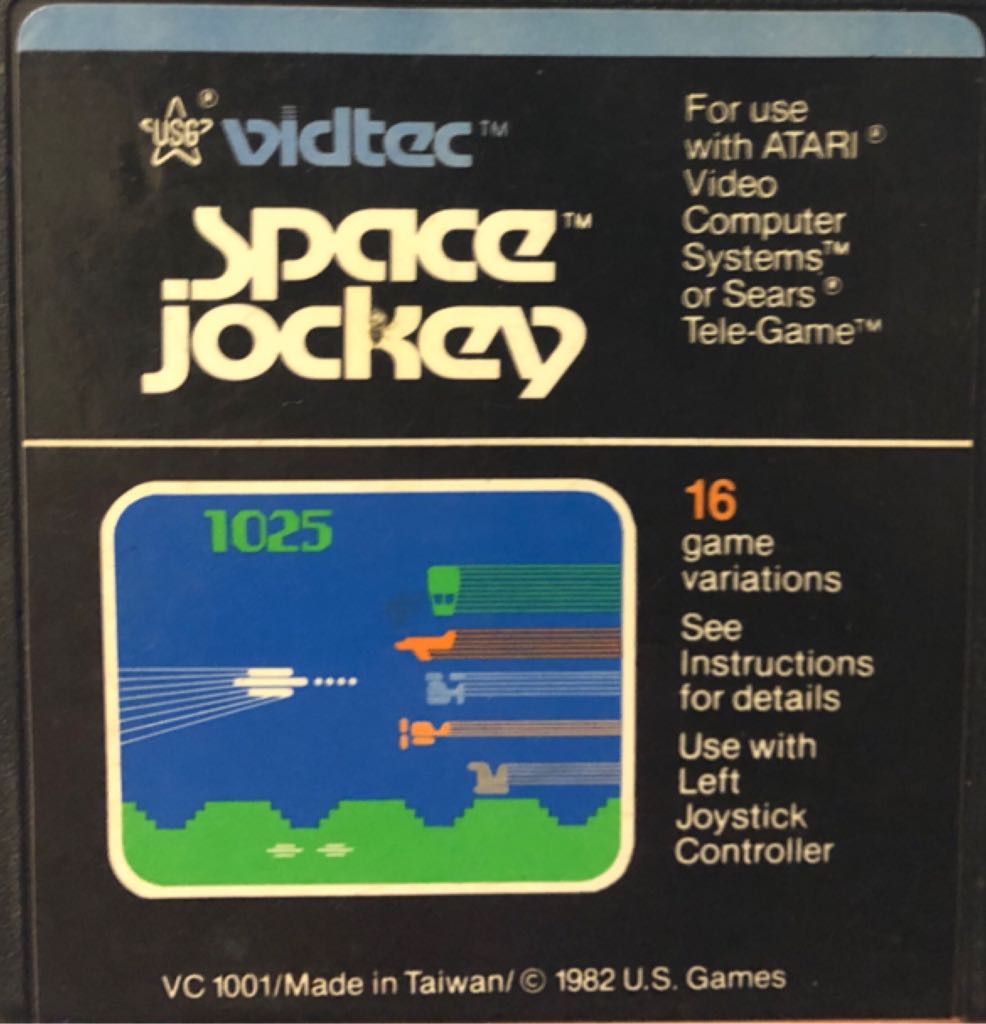 USG® vidtec™
space™
jockey
For use
with ATARI®
Video
Computer
Systems™
or Sears®
Tele-Game™
1025
16
game
variations
See
Instructions
for details
Use with
Left
Joystick
Controller
VC 1001/Made in Taiwan/© 1982 U.S. Games